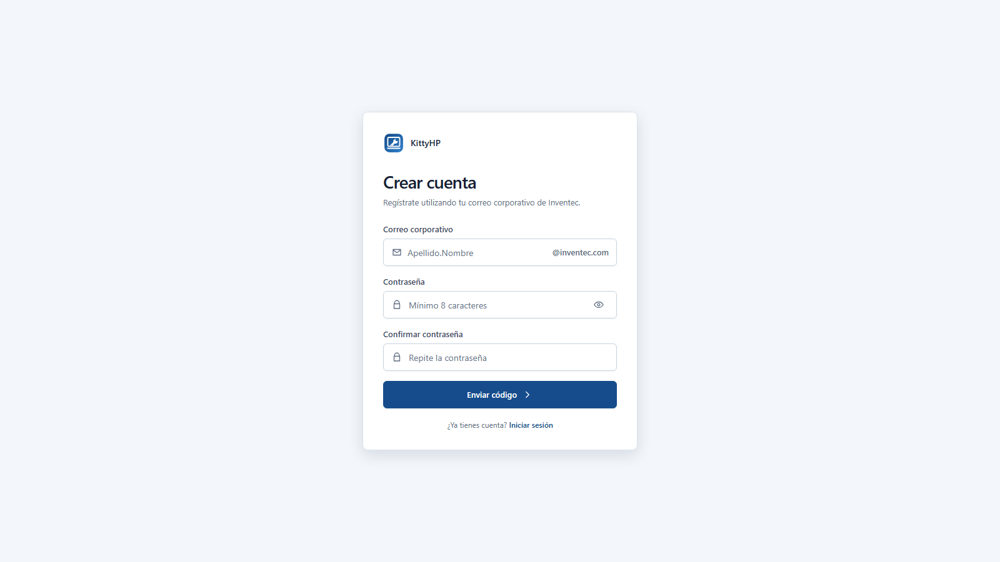 KittyHP
Crear cuenta
Regístrate utilizando tu correo corporativo de Inventec.
Correo corporativo
Apellido.Nombre @inventec.com
Contraseña
Mínimo 8 caracteres
Confirmar contraseña
Repite la contraseña
Enviar código
¿Ya tienes cuenta? Iniciar sesión